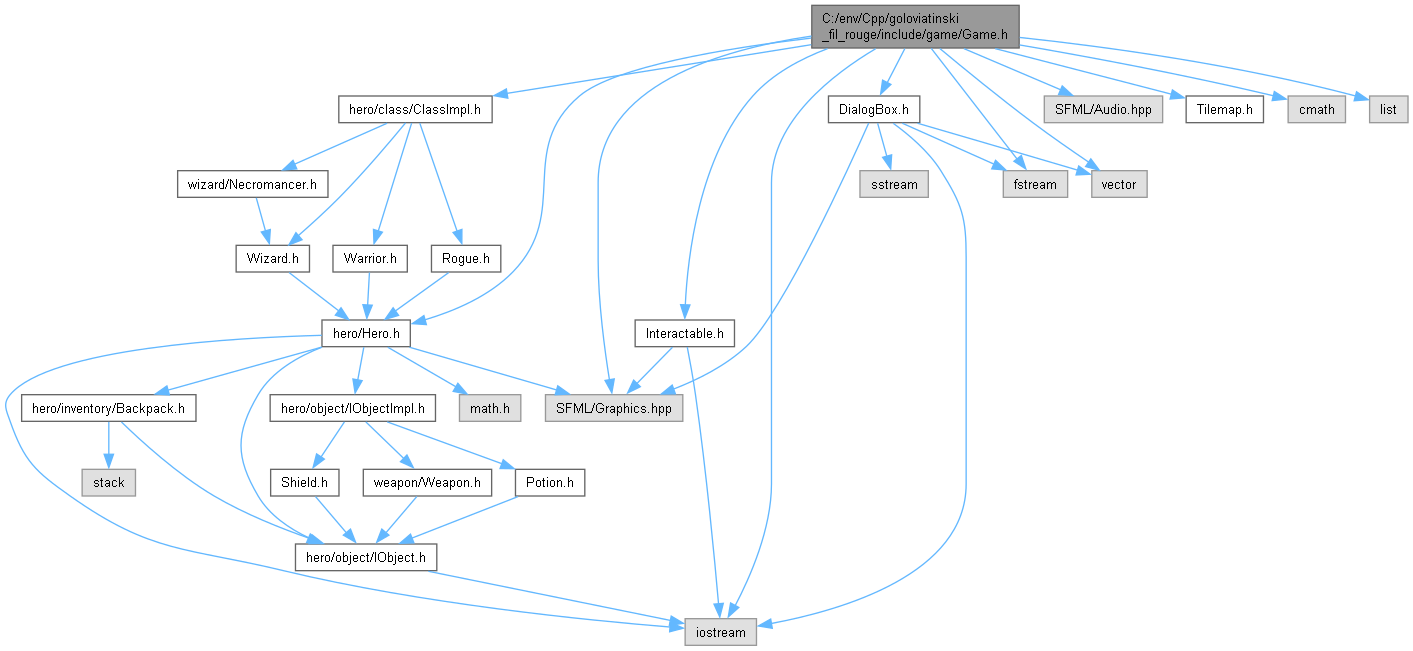 C:/env/Cpp/goloviatinski
_fil_rouge/include/game/Game.h
hero/class/ClassImpl.h
DialogBox.h
SFML/Audio.hpp
Tilemap.h
cmath
list
wizard/Necromancer.h
sstream
fstream
vector
Wizard.h
Warrior.h
Rogue.h
hero/Hero.h
Interactable.h
hero/inventory/Backpack.h
hero/object/IObjectImpl.h
math.h
SFML/Graphics.hpp
stack
Shield.h
weapon/Weapon.h
Potion.h
hero/object/IObject.h
iostream